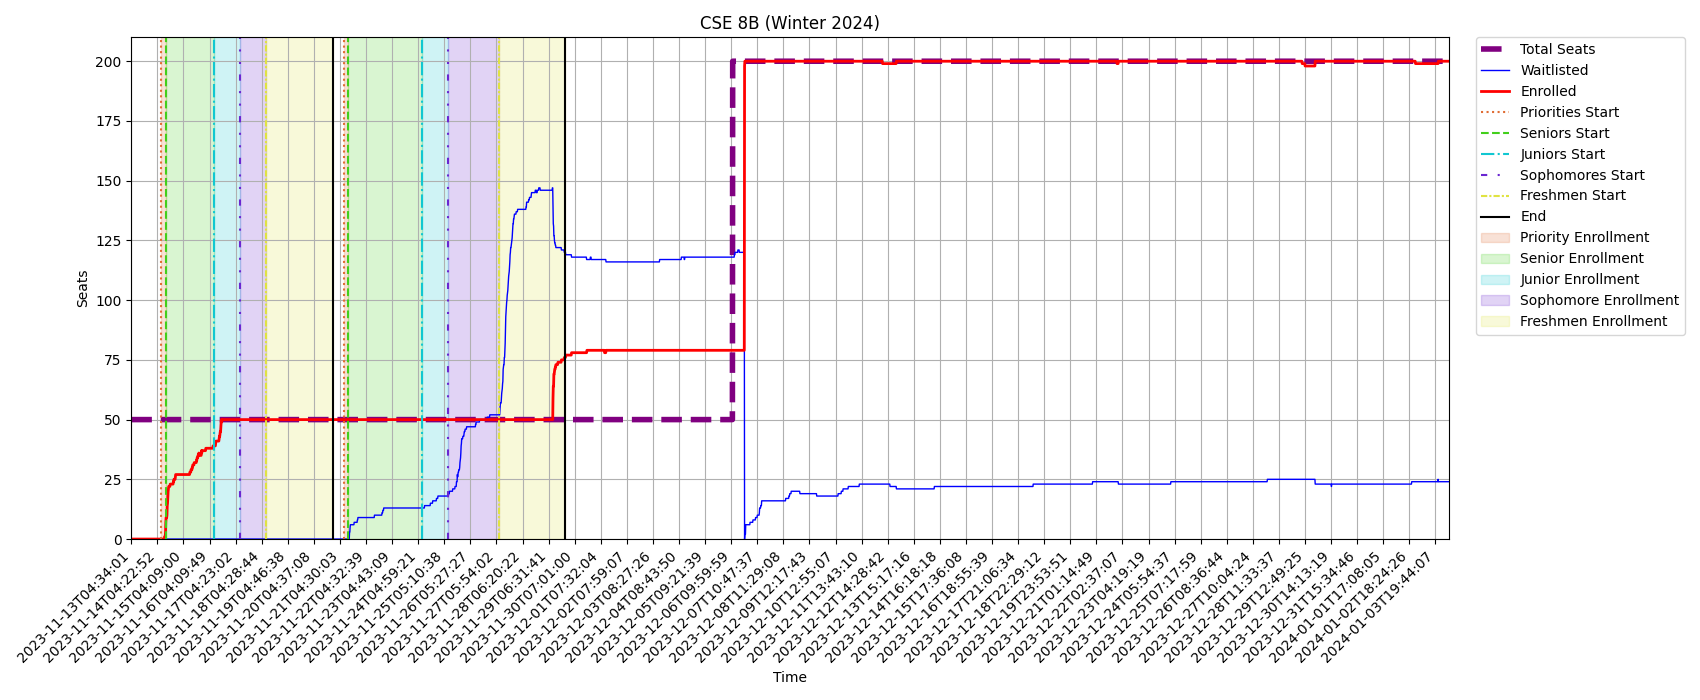 CSE 8B (Winter 2024)
200
175
150
125
100
75
50
25
0
Seats
2023-11-13T04:34:01
2023-11-14T04:22:52
2023-11-15T04:09:00
2023-11-16T04:09:49
2023-11-17T04:23:02
2023-11-18T04:28:44
2023-11-19T04:46:38
2023-11-20T04:37:08
2023-11-21T04:30:03
2023-11-22T04:32:39
2023-11-23T04:43:09
2023-11-24T04:59:21
2023-11-25T05:10:38
2023-11-26T05:27:27
2023-11-27T05:54:02
2023-11-28T06:20:22
2023-11-29T06:31:41
2023-11-30T07:01:00
2023-12-01T07:32:04
2023-12-02T07:59:07
2023-12-03T08:27:26
2023-12-04T08:43:50
2023-12-05T09:21:39
2023-12-06T09:59:59
2023-12-07T10:47:37
2023-12-08T11:29:08
2023-12-09T12:17:43
2023-12-10T12:55:07
2023-12-11T13:43:10
2023-12-12T14:28:42
2023-12-13T15:17:16
2023-12-14T16:18:18
2023-12-15T17:36:08
2023-12-16T18:55:39
2023-12-17T21:06:34
2023-12-18T22:29:12
2023-12-19T23:53:51
2023-12-21T01:14:49
2023-12-22T02:37:07
2023-12-23T04:19:19
2023-12-24T05:54:37
2023-12-25T07:17:59
2023-12-26T08:36:44
2023-12-27T10:04:24
2023-12-28T11:33:37
2023-12-29T12:49:25
2023-12-30T14:13:19
2023-12-31T15:34:46
2024-01-01T17:08:05
2024-01-02T18:24:26
2024-01-03T19:44:07
Time
Total Seats
Waitlisted
Enrolled
Priorities Start
Seniors Start
Juniors Start
Sophomores Start
Freshmen Start
End
Priority Enrollment
Senior Enrollment
Junior Enrollment
Sophomore Enrollment
Freshmen Enrollment